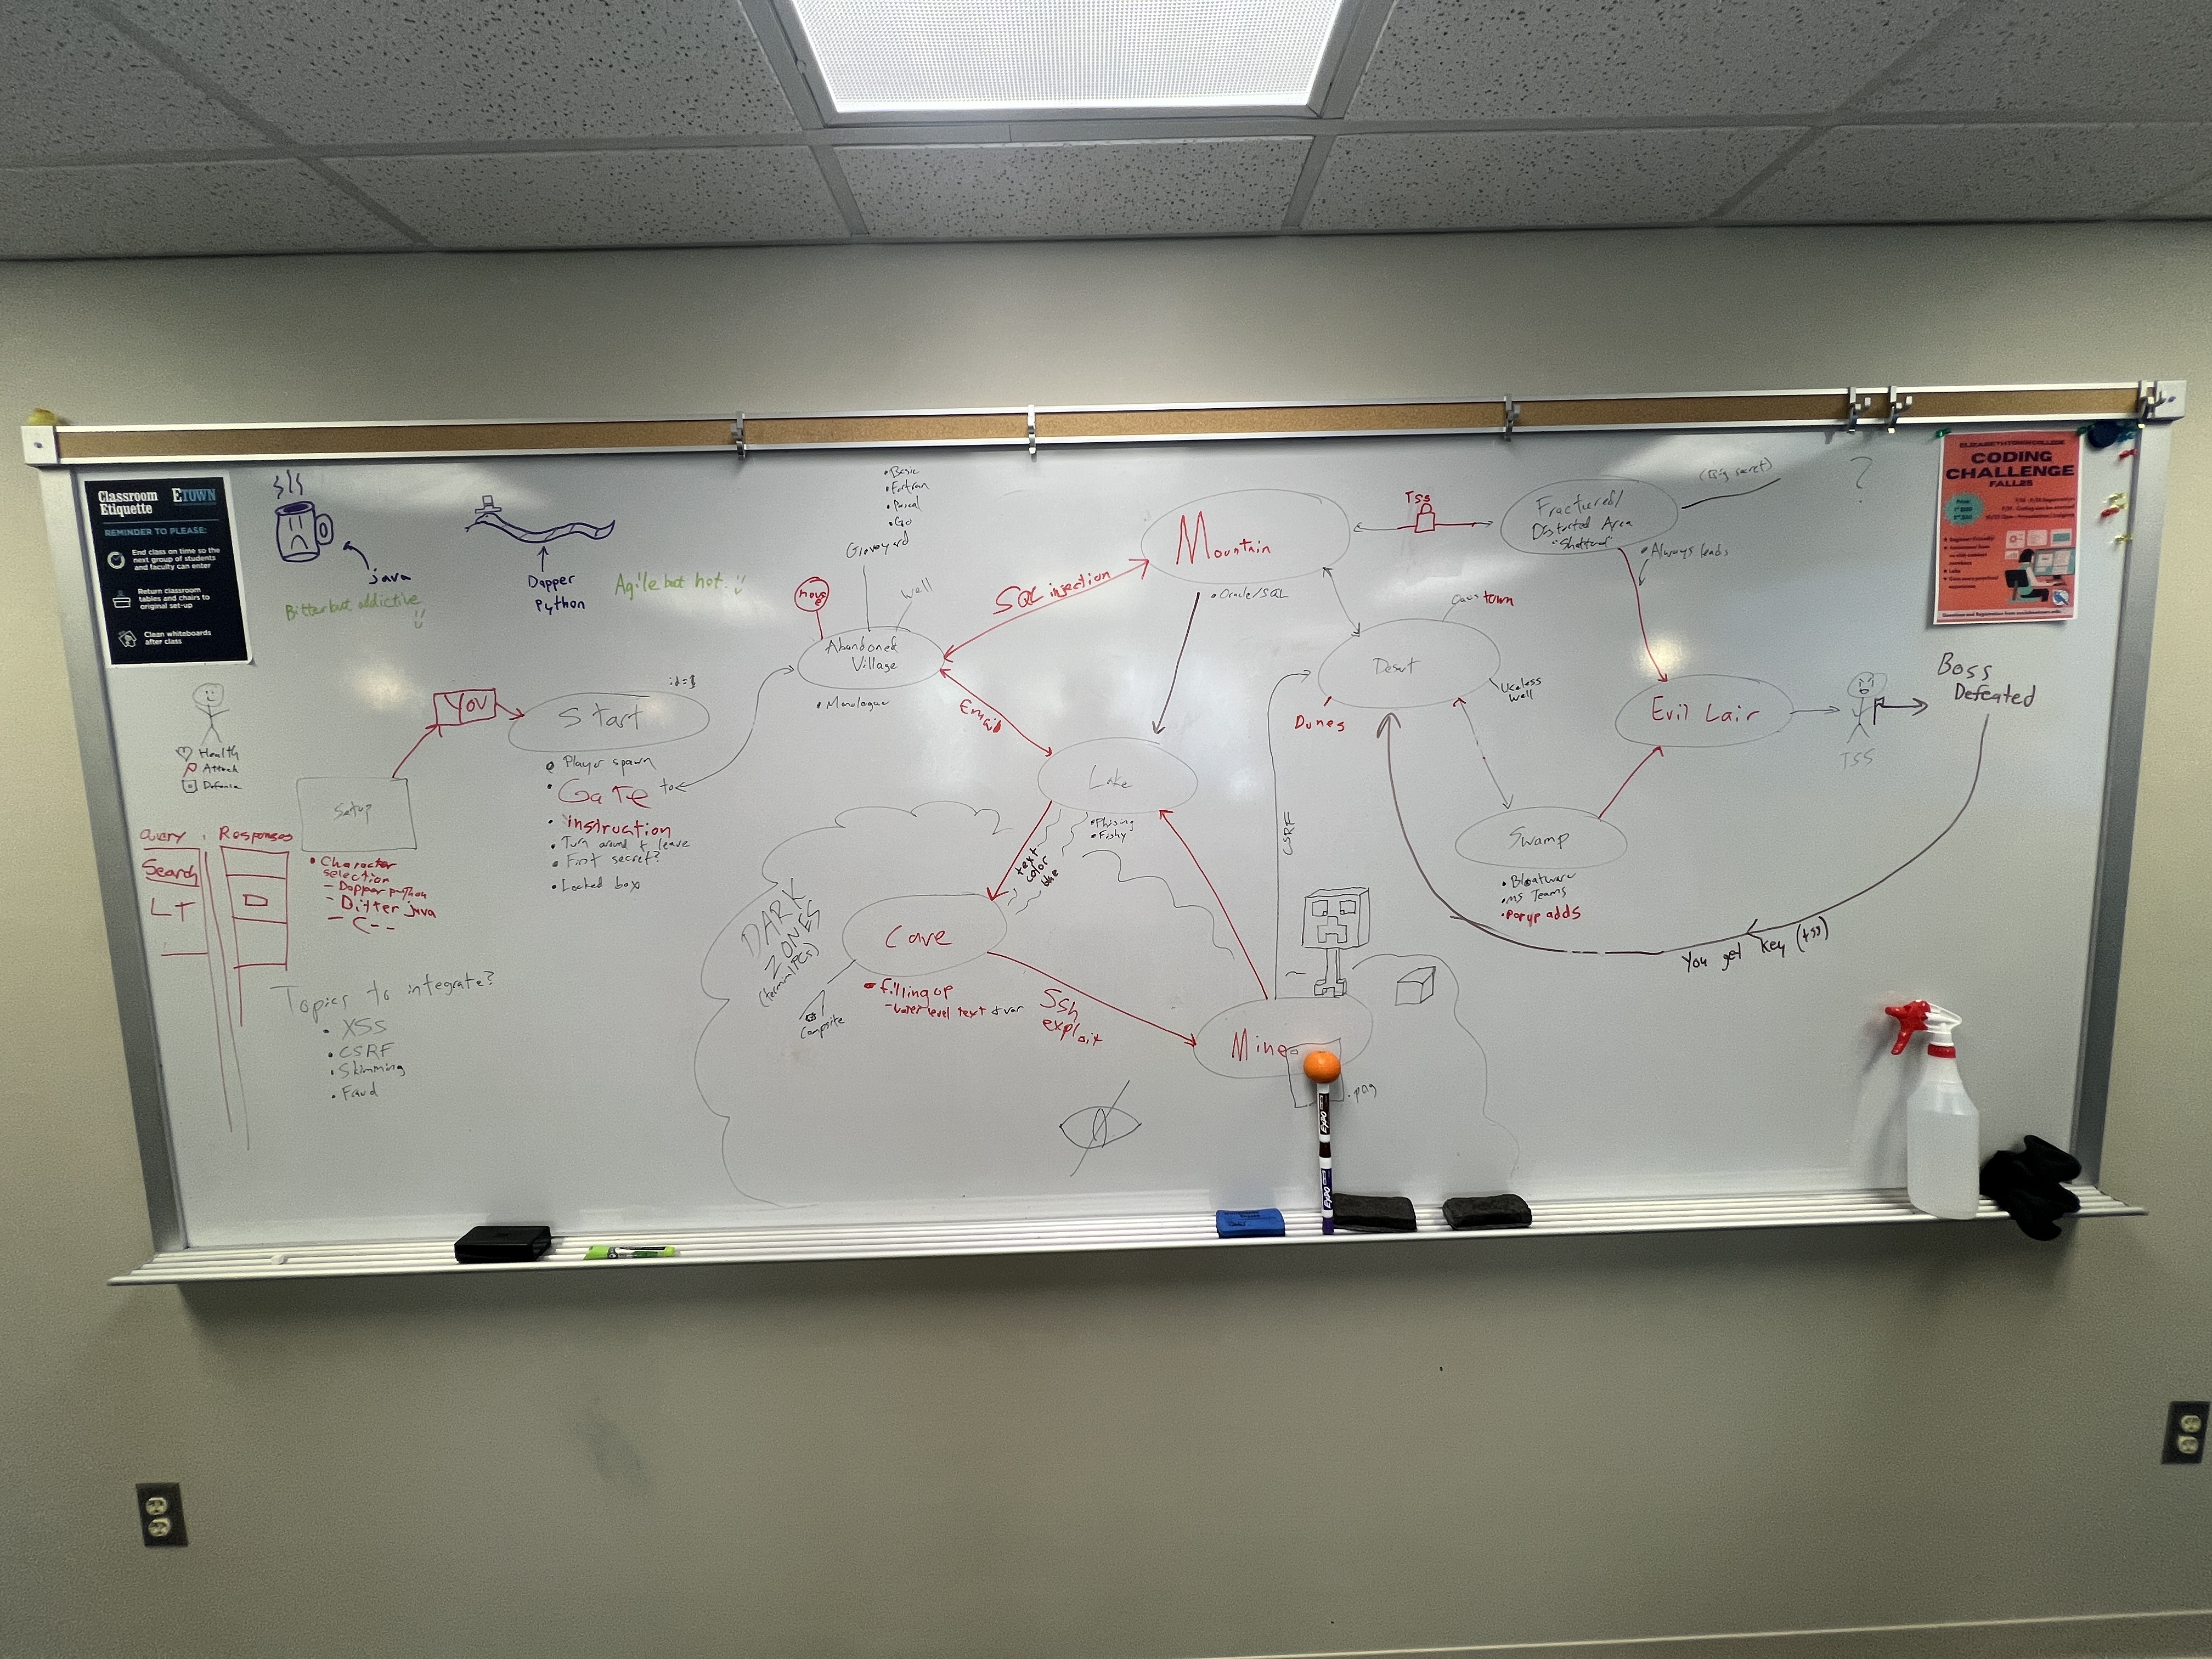 Classroom
Etiquette
ETOWN
REMINDER TO PLEASE:
End class on time so the
next group of students
and faculty can enter
Return classroom
tables and chairs to
original set-up
Clean whiteboards
after class
java
Bitter but addictive
Dapper
Python
Agile but hot
• Basic
• Fortran
• Pascal
• Go
Graveyard
well
House
Abandoned
Village
• Monologue
SQL injection
Email
Mountain
• Oracle/SQL
TSS
Fractured/
Distorted Area
(Big secret)
?
• Always leads
ELIZABETHTOWN COLLEGE
CODING
CHALLENGE
FALL25
Health
Attack
Defense
Query
Responses
Search
LT
Setup
• Character
selection
- Dapper python
- Bitter java
- C--
YOU
Start
id=1
• Player spawn
• GaTe to
• instruction
• Turn around & leave
• First secret?
• Locked box
Topics to integrate?
• XSS
• CSRF
• Skimming
• Fraud
Lake
• Phising
• Fishy
text
color
blue
DARK
ZONES
(terminal PCs)
Cave
• filling up
- water level text & var
Campsite
Ssh
exploit
Mine
.png
CSRF
Desert
town
Useless
well
Dunes
Swamp
• Bloatware
• MS Teams
• Popup adds
Evil Lair
TSS
Boss
Defeated
You get key (tss)
EXPO
EXPO